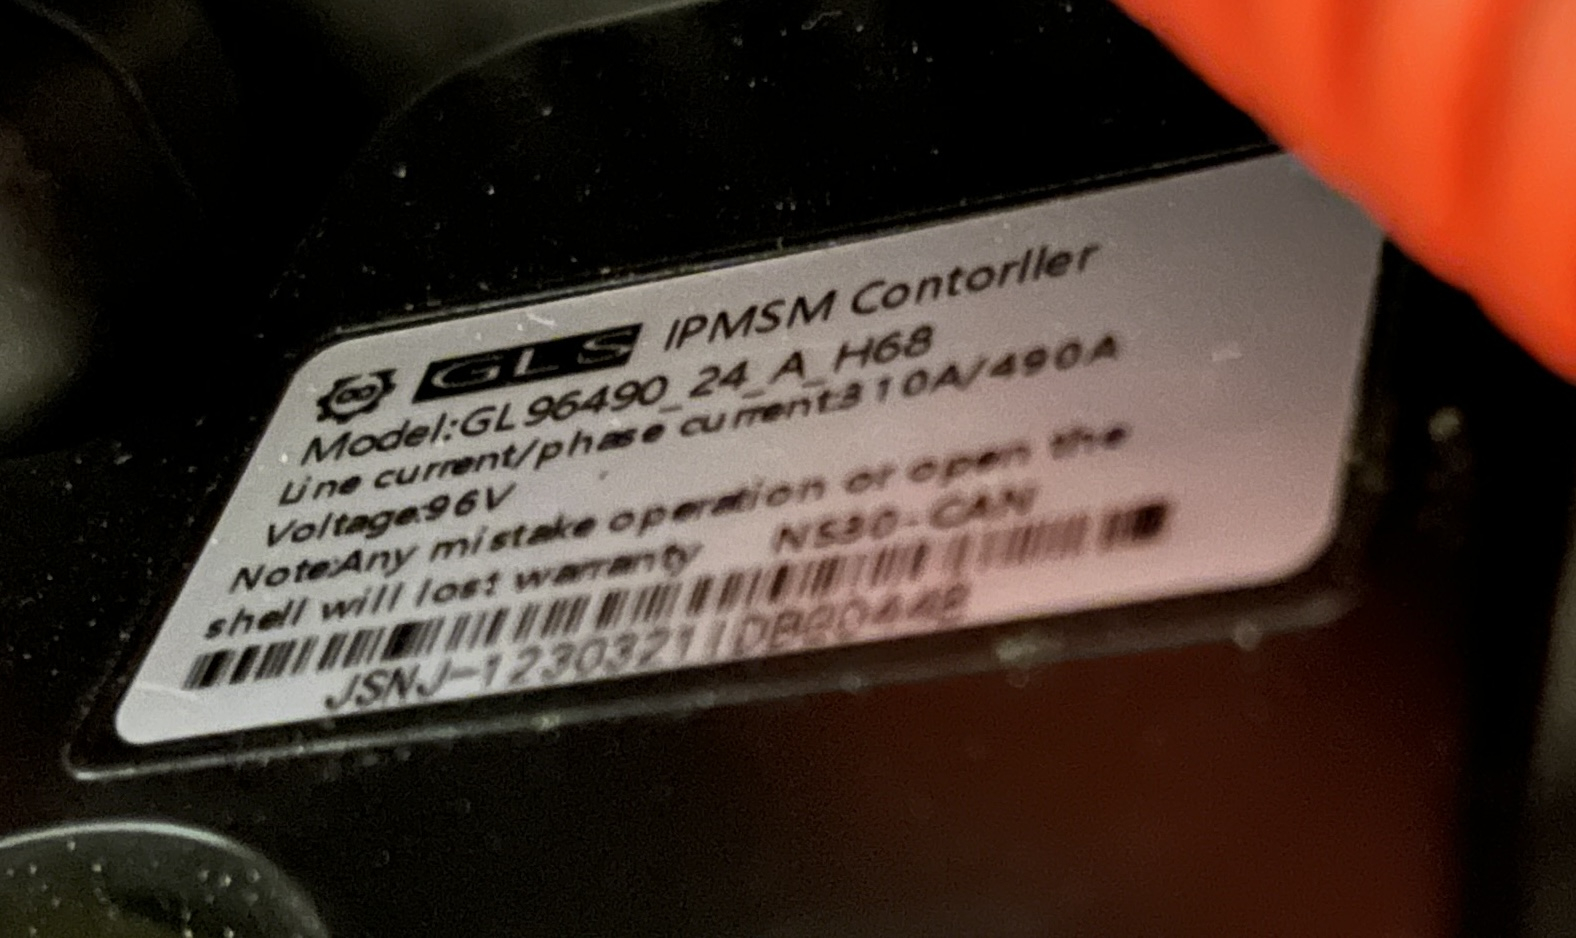 GLS IPMSM Contorller
Model:GL96490_24_A_H68
Line current/phase current:310A/490A
Voltage:96V
Note:Any mistake operation or open the
shell will lost warranty NS30-CAN